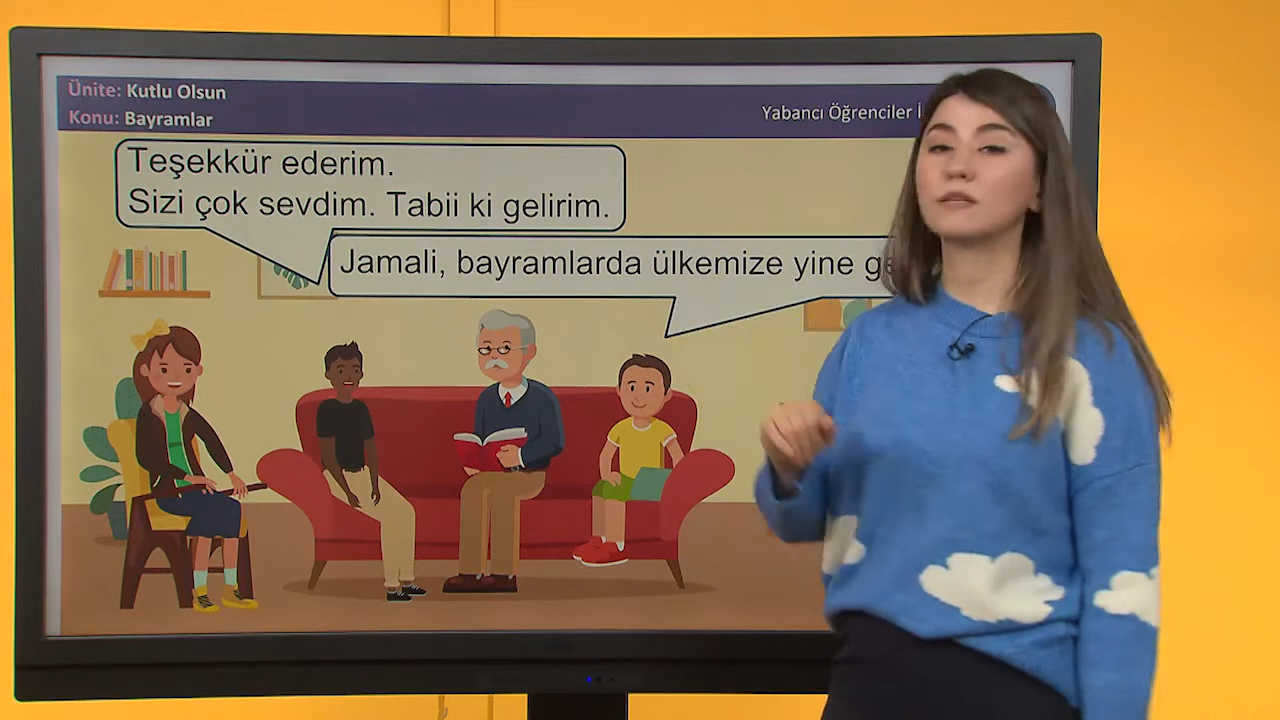 Ünite: Kutlu Olsun
Konu: Bayramlar
Yabancı Öğrenciler
Teşekkür ederim.
Sizi çok sevdim. Tabii ki gelirim.
Jamali, bayramlarda ülkemize yine